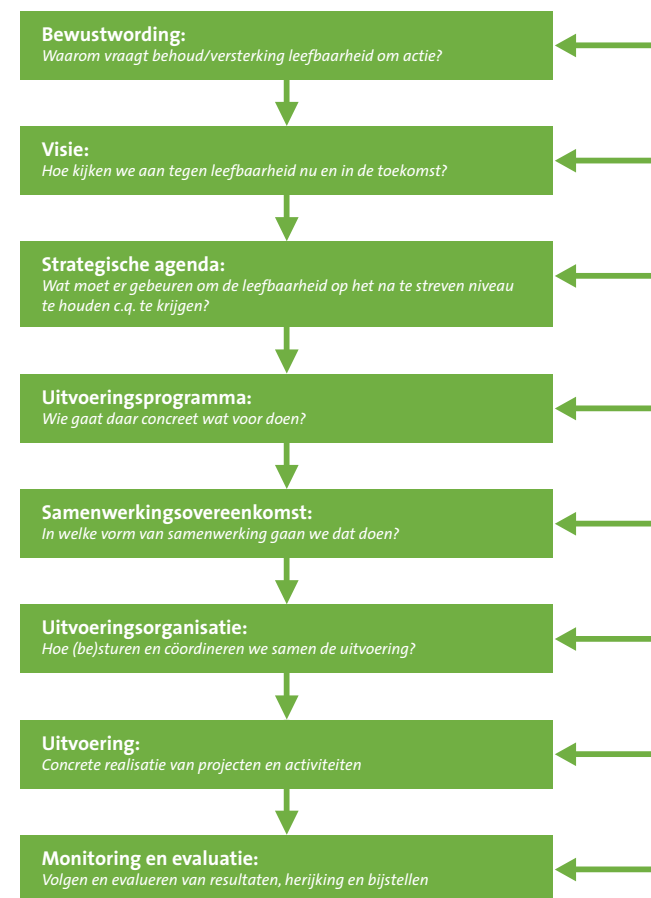 Bewustwording:
Waarom vraagt behoud/versterking leefbaarheid om actie?
Visie:
Hoe kijken we aan tegen leefbaarheid nu en in de toekomst?
Strategische agenda:
Wat moet er gebeuren om de leefbaarheid op het na te streven niveau
te houden c.q. te krijgen?
Uitvoeringsprogramma:
Wie gaat daar concreet wat voor doen?
Samenwerkingsovereenkomst:
In welke vorm van samenwerking gaan we dat doen?
Uitvoeringsorganisatie:
Hoe (be)sturen en cöordineren we samen de uitvoering?
Uitvoering:
Concrete realisatie van projecten en activiteiten
Monitoring en evaluatie:
Volgen en evalueren van resultaten, herijking en bijstellen